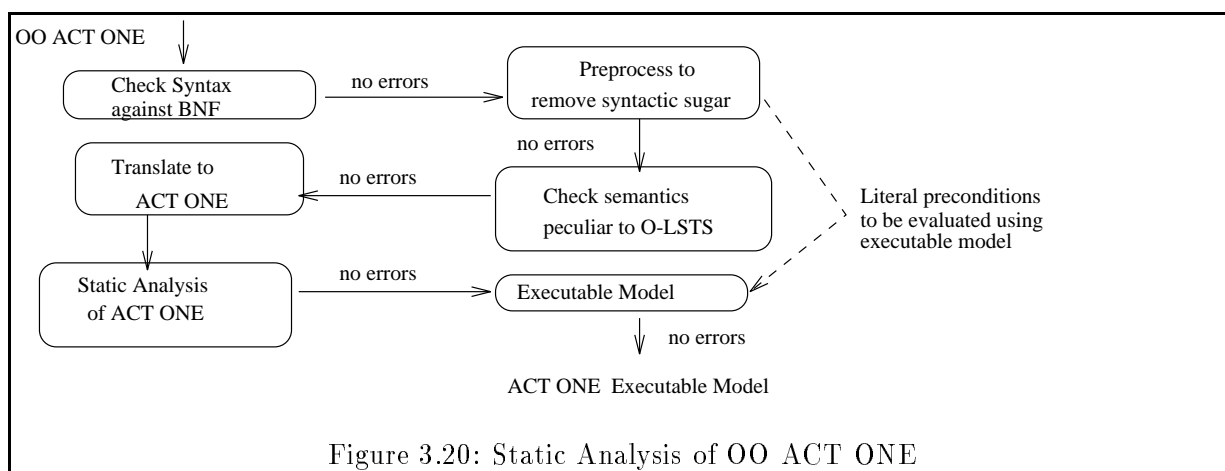 OO ACT ONE
Check Syntax
against BNF
no errors
Preprocess to
remove syntactic sugar
no errors
Translate to
ACT ONE
no errors
Check semantics
peculiar to O-LSTS
Literal preconditions
to be evaluated using
executable model
Static Analysis
of ACT ONE
no errors
Executable Model
no errors
ACT ONE Executable Model
Figure 3.20: Static Analysis of OO ACT ONE